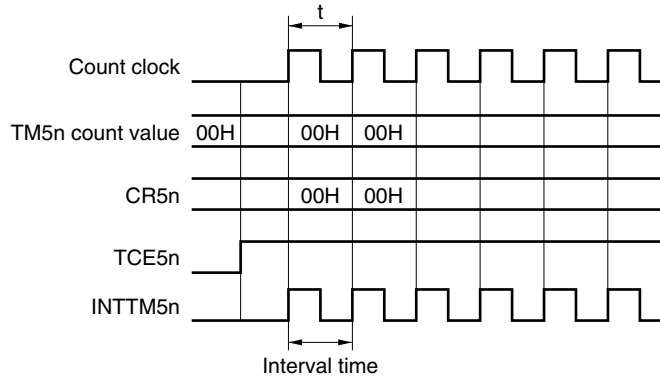 t
Count clock
TM5n count value 00H 00H 00H
CR5n 00H 00H
TCE5n
INTTM5n
Interval time